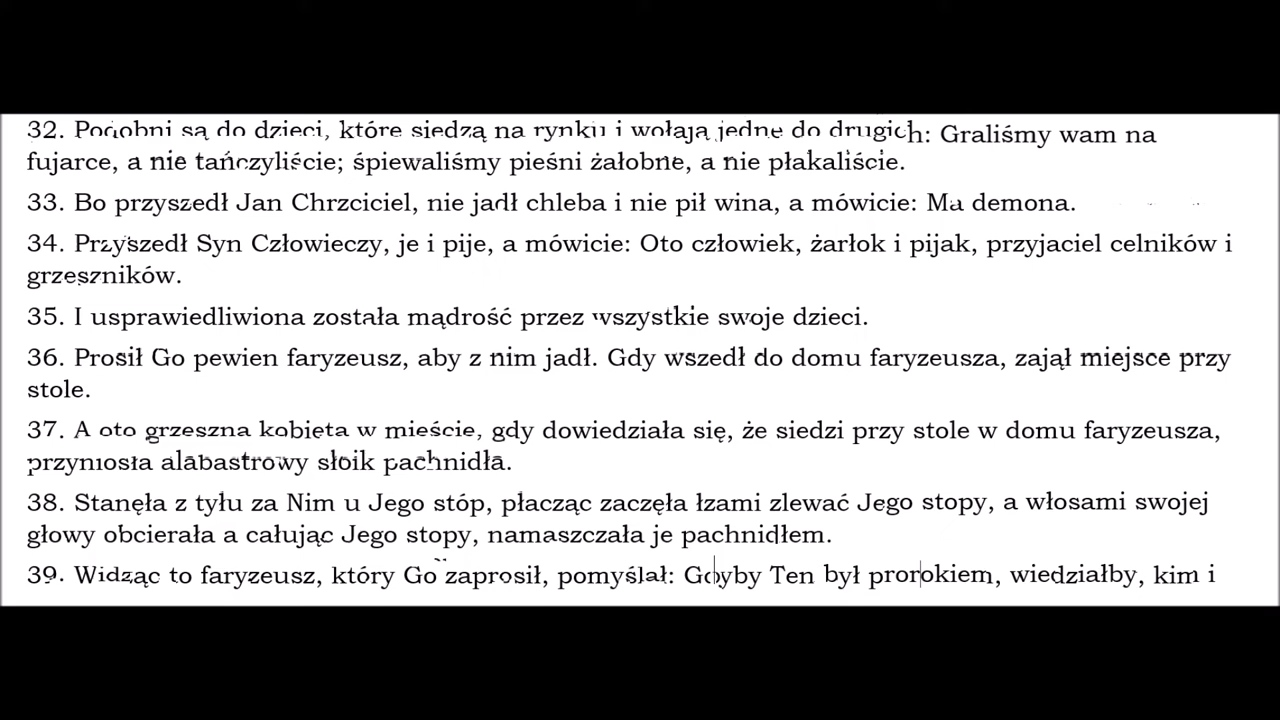 32. Podobni są do dzieci, które siedzą na rynku i wołają jedne do drugich: Graliśmy wam na
fujarce, a nie tańczyliście; śpiewaliśmy pieśni żałobne, a nie płakaliście.
33. Bo przyszedł Jan Chrzciciel, nie jadł chleba i nie pił wina, a mówicie: Ma demona.
34. Przyszedł Syn Człowieczy, je i pije, a mówicie: Oto człowiek, żarłok i pijak, przyjaciel celników i
grzeszników.
35. I usprawiedliwiona została mądrość przez wszystkie swoje dzieci.
36. Prosił Go pewien faryzeusz, aby z nim jadł. Gdy wszedł do domu faryzeusza, zajął miejsce przy
stole.
37. A oto grzeszna kobieta w mieście, gdy dowiedziała się, że siedzi przy stole w domu faryzeusza,
przyniosła alabastrowy słoik pachnidła.
38. Stanęła z tyłu za Nim u Jego stóp, płacząc zaczęła łzami zlewać Jego stopy, a włosami swojej
głowy obcierała a całując Jego stopy, namaszczała je pachnidłem.
39. Widząc to faryzeusz, który Go zaprosił, pomyślał: Gdyby Ten był prorokiem, wiedziałby, kim i